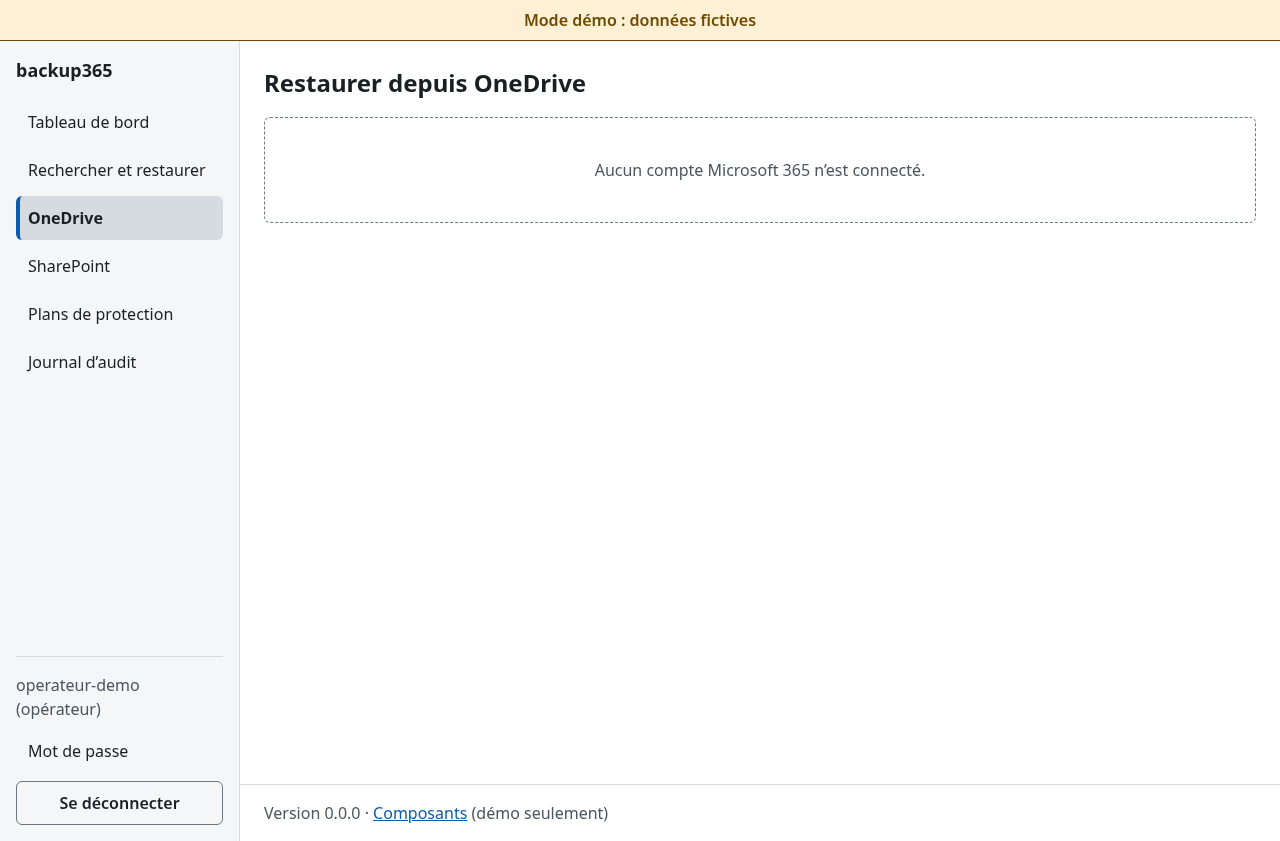 Mode démo : données fictives
backup365
Tableau de bord
Rechercher et restaurer
OneDrive
SharePoint
Plans de protection
Journal d’audit
operateur-demo
(opérateur)
Mot de passe
Se déconnecter
Restaurer depuis OneDrive
Aucun compte Microsoft 365 n’est connecté.
Version 0.0.0 · Composants (démo seulement)